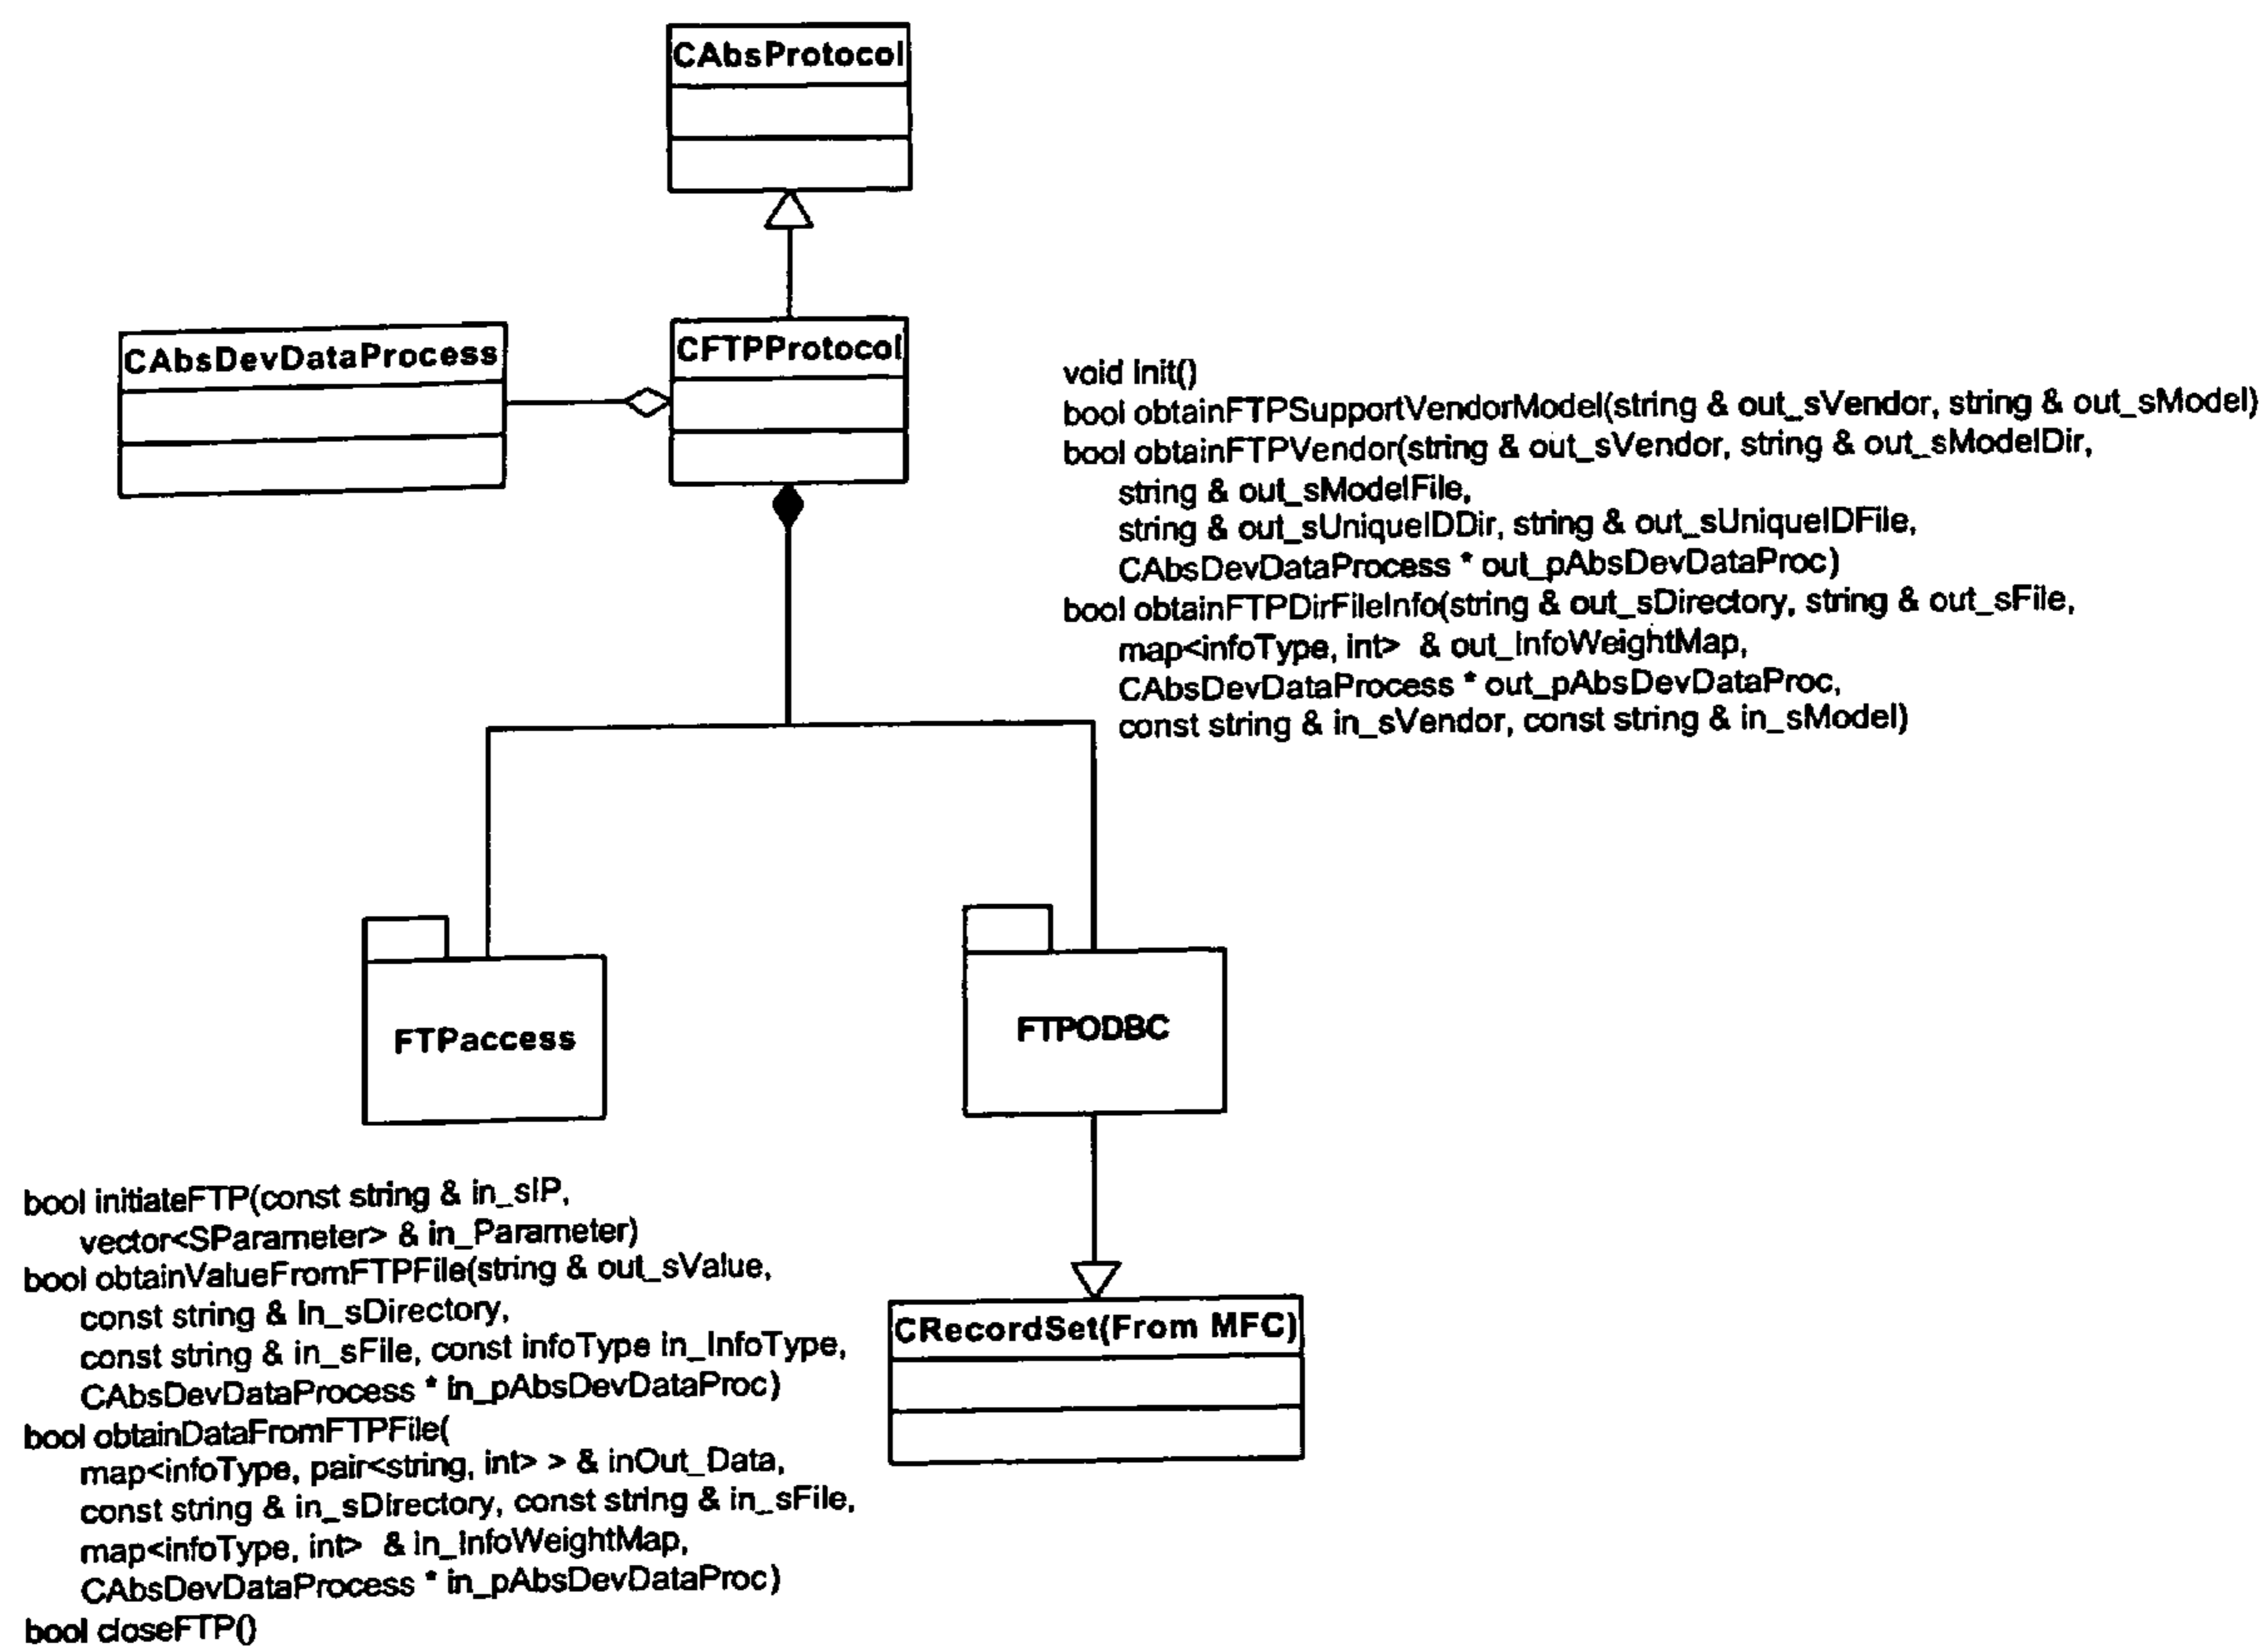 CAbsProtocol
CAbsDevDataProcess
CFTPProtocol
void Init()
bool obtainFTPSupportVendorModel(string & out_sVendor, string & out_sModel)
bool obtainFTPVendor(string & out_sVendor, string & out_sModelDir,
string & out_sModelFile,
string & out_sUniqueIDDir, string & out_sUniqueIDFile,
CAbsDevDataProcess * out_pAbsDevDataProc)
bool obtainFTPDirFileInfo(string & out_sDirectory, string & out_sFile,
map<infoType, int> & out_InfoWeightMap,
CAbsDevDataProcess * out_pAbsDevDataProc,
const string & in_sVendor, const string & in_sModel)
FTPaccess
FTPODBC
bool initiateFTP(const string & in_sIP,
vector<SParameter> & in_Parameter)
bool obtainValueFromFTPFile(string & out_sValue,
const string & in_sDirectory,
const string & in_sFile, const infoType in_InfoType,
CAbsDevDataProcess * in_pAbsDevDataProc)
bool obtainDataFromFTPFile(
map<infoType, pair<string, int> > & inOut_Data,
const string & in_sDirectory, const string & in_sFile,
map<infoType, int> & in_InfoWeightMap,
CAbsDevDataProcess * in_pAbsDevDataProc)
bool closeFTP()
CRecordSet(From MFC)